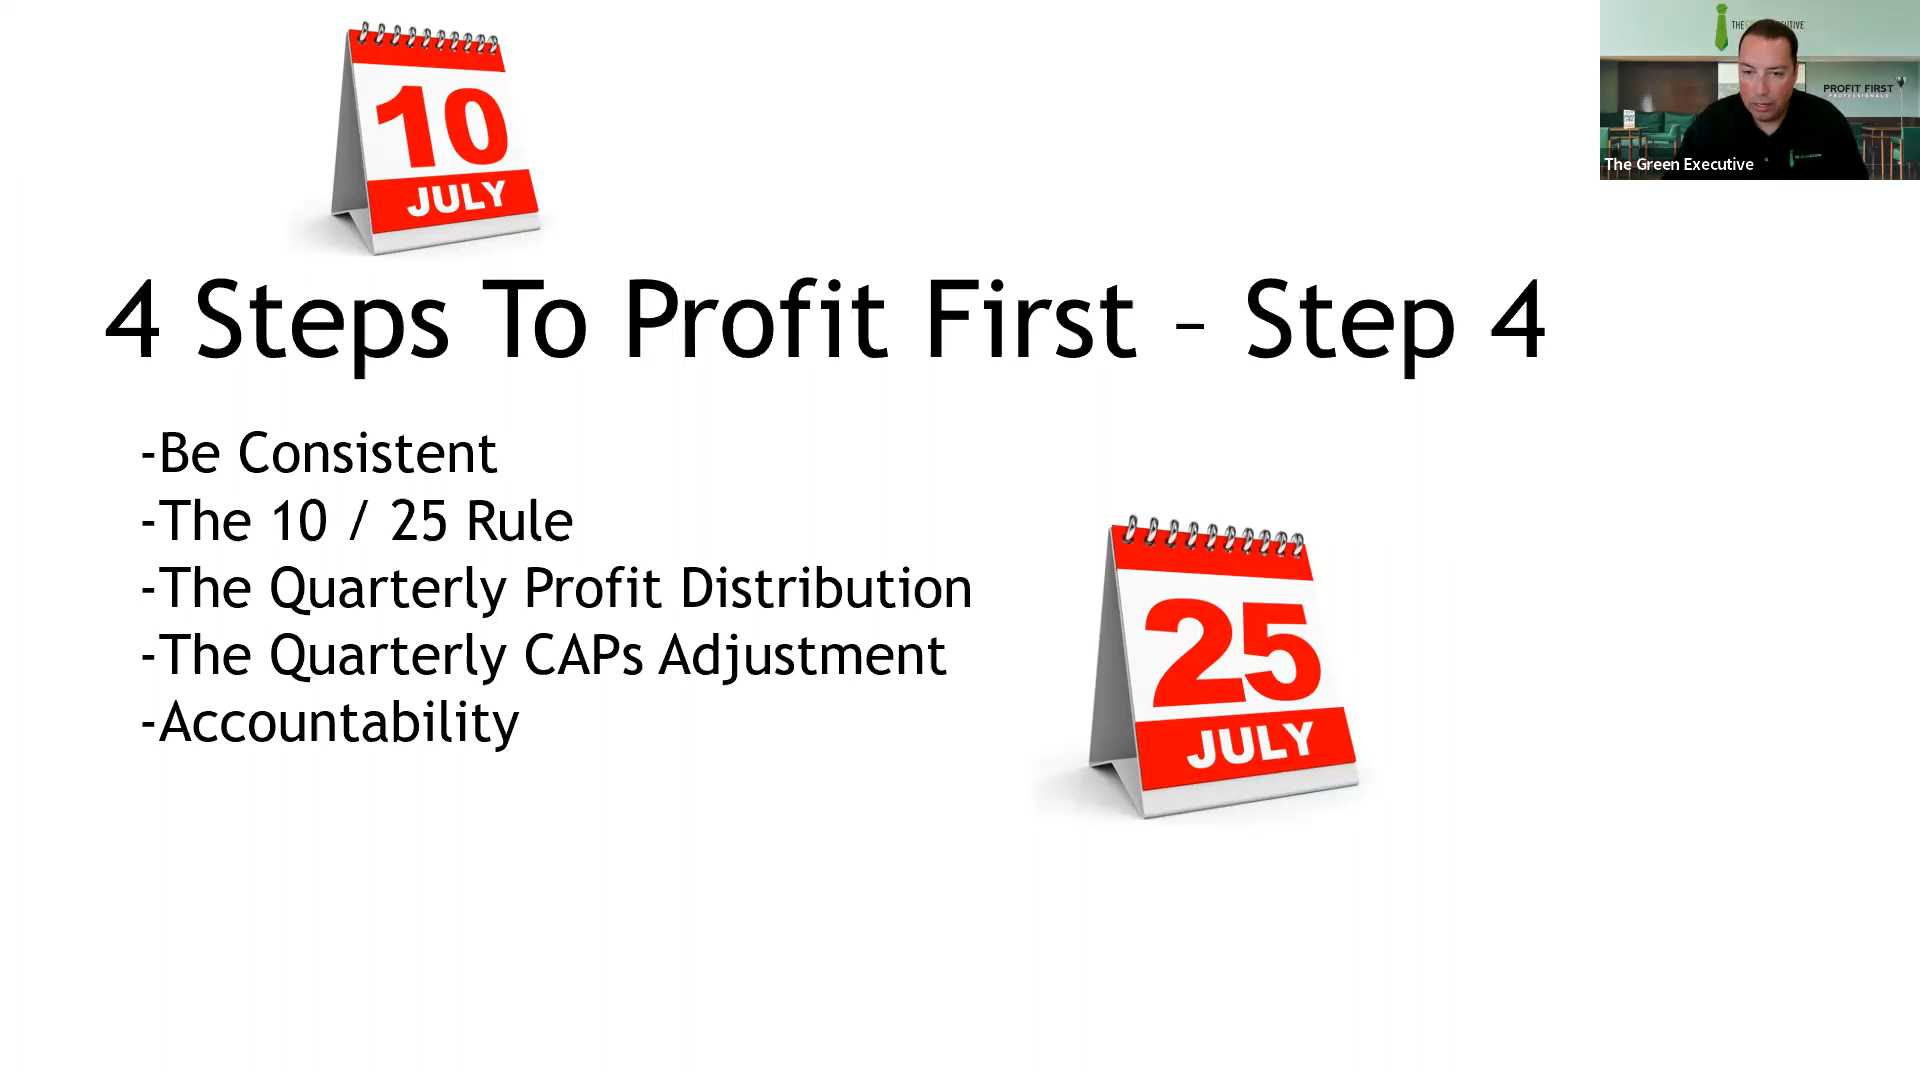 10
JULY
PROFIT FIRST
The Green Executive
4 Steps To Profit First – Step 4
-Be Consistent
-The 10 / 25 Rule
-The Quarterly Profit Distribution
-The Quarterly CAPs Adjustment
-Accountability
25
JULY